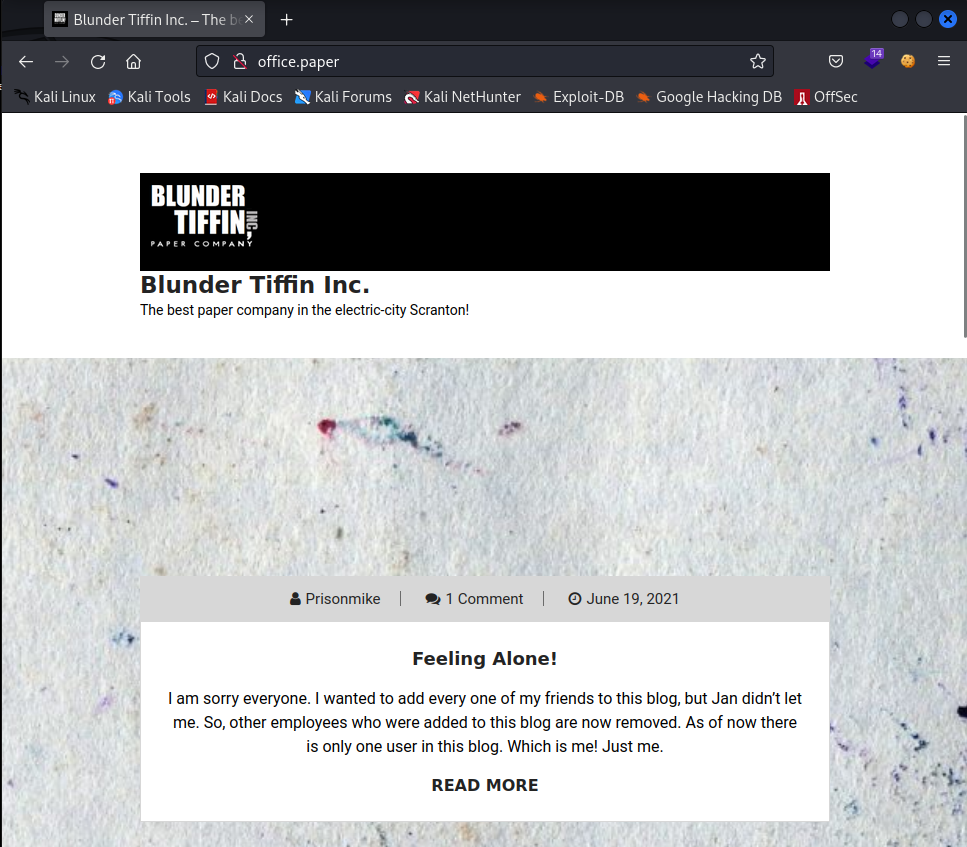 Blunder Tiffin Inc. – The be
14
office.paper
Kali Linux Kali Tools Kali Docs Kali Forums Kali NetHunter Exploit-DB Google Hacking DB OffSec
BLUNDER
TIFFIN, INC
PAPER COMPANY
Blunder Tiffin Inc.
The best paper company in the electric-city Scranton!
Prisonmike | 1 Comment | June 19, 2021
Feeling Alone!
I am sorry everyone. I wanted to add every one of my friends to this blog, but Jan didn’t let
me. So, other employees who were added to this blog are now removed. As of now there
is only one user in this blog. Which is me! Just me.
READ MORE